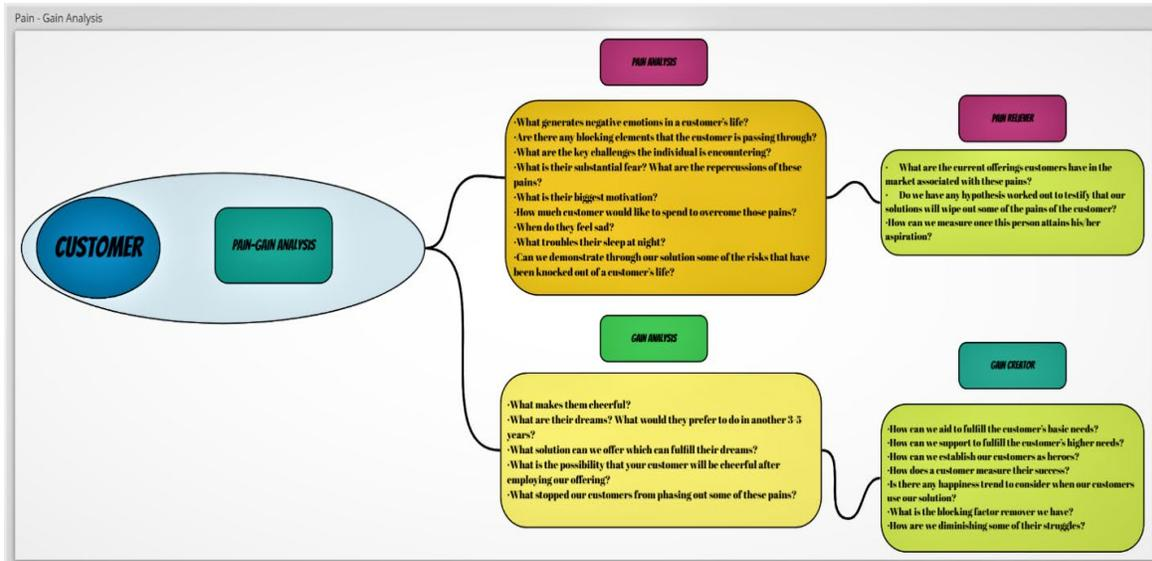 Pain - Gain Analysis
CUSTOMER
PAIN-GAIN ANALYSIS
PAIN ANALYSIS
·What generates negative emotions in a customer's life?
·Are there any blocking elements that the customer is passing through?
·What are the key challenges the individual is encountering?
·What is their substantial fear? What are the repercussions of these
pains?
·What is their biggest motivation?
·How much customer would like to spend to overcome those pains?
·When do they feel sad?
·What troubles their sleep at night?
·Can we demonstrate through our solution some of the risks that have
been knocked out of a customer's life?
PAIN RELIEVER
· What are the current offerings customers have in the
market associated with these pains?
· Do we have any hypothesis worked out to testify that our
solutions will wipe out some of the pains of the customer?
·How can we measure once this person attains his/her
aspiration?
GAIN ANALYSIS
·What makes them cheerful?
·What are their dreams? What would they prefer to do in another 3-5
years?
·What solution can we offer which can fulfill their dreams?
·What is the possibility that your customer will be cheerful after
employing our offering?
·What stopped our customers from phasing out some of these pains?
GAIN CREATOR
·How can we aid to fulfill the customer's basic needs?
·How can we support to fulfill the customer's higher needs?
·How can we establish our customers as heroes?
·How does a customer measure their success?
·Is there any happiness trend to consider when our customers
use our solution?
·What is the blocking factor remover we have?
·How are we diminishing some of their struggles?